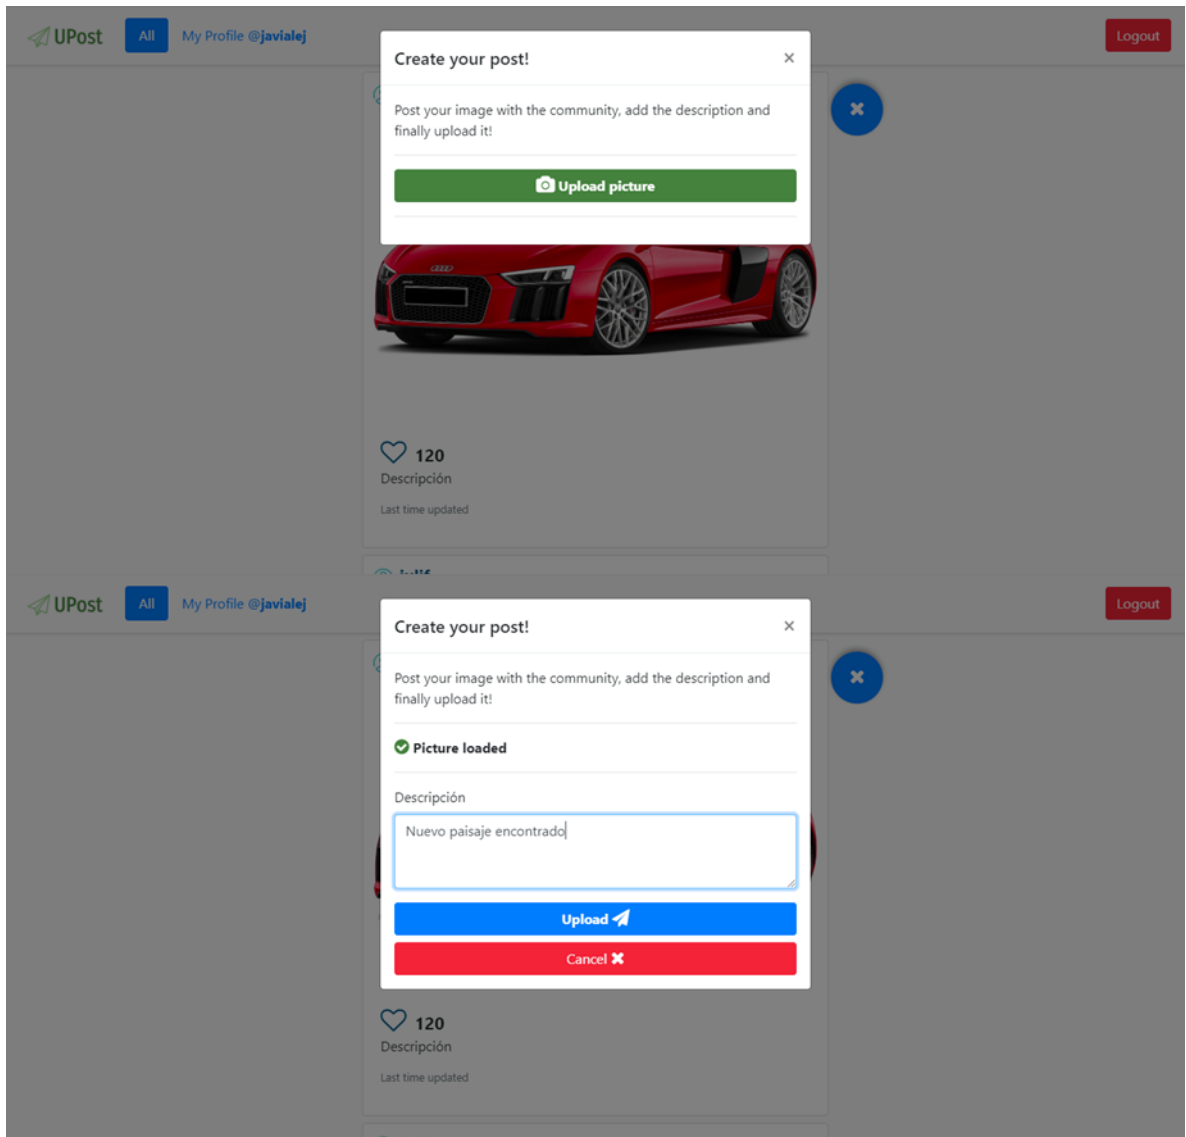 UPost All My Profile @javialej Logout
Create your post! ×
Post your image with the community, add the description and
finally upload it!
Upload picture
120
Descripción
Last time updated
UPost All My Profile @javialej Logout
Create your post! ×
Post your image with the community, add the description and
finally upload it!
Picture loaded
Descripción
Nuevo paisaje encontrado
Upload
Cancel
120
Descripción
Last time updated